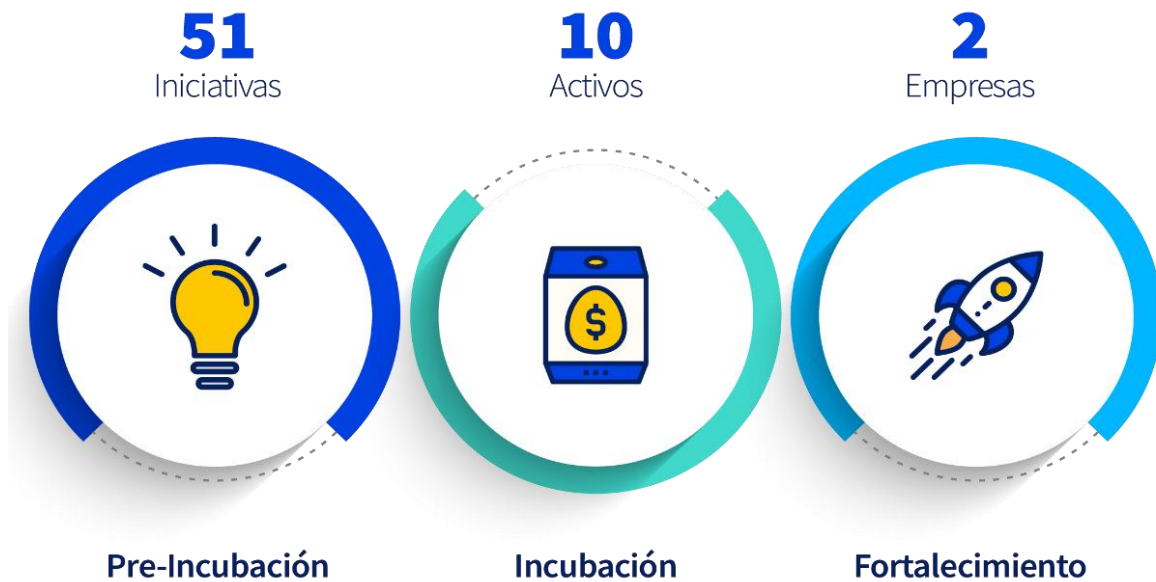 51
Iniciativas
10
Activos
2
Empresas
$
Pre-Incubación
Incubación
Fortalecimiento